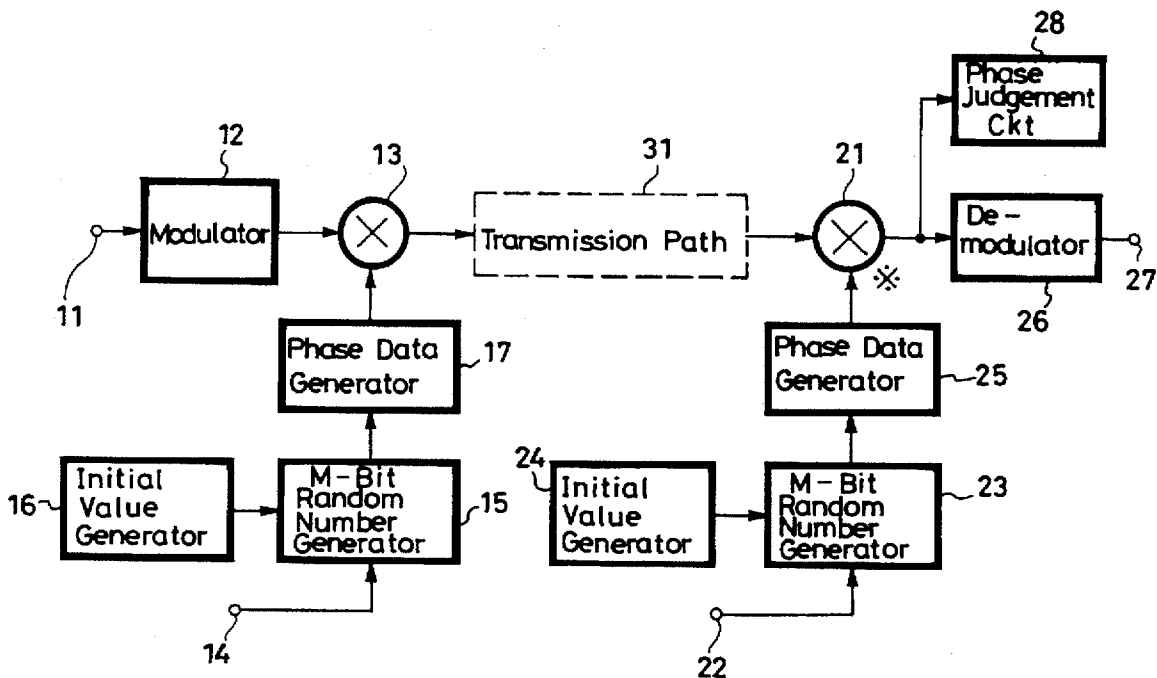 28
Phase
Judgement
Ckt
12
13
31
21
Modulator
Transmission Path
De-
modulator
※
11
27
26
Phase Data
Generator
17
Phase Data
Generator
25
16
Initial
Value
Generator
M-Bit
Random
Number
Generator
15
24
Initial
Value
Generator
M-Bit
Random
Number
Generator
23
14
22